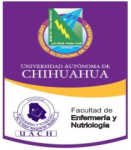 UNIVERSIDAD AUTÓNOMA DE
CHIHUAHUA
Facultad de
Enfermería y
Nutriología
UACH